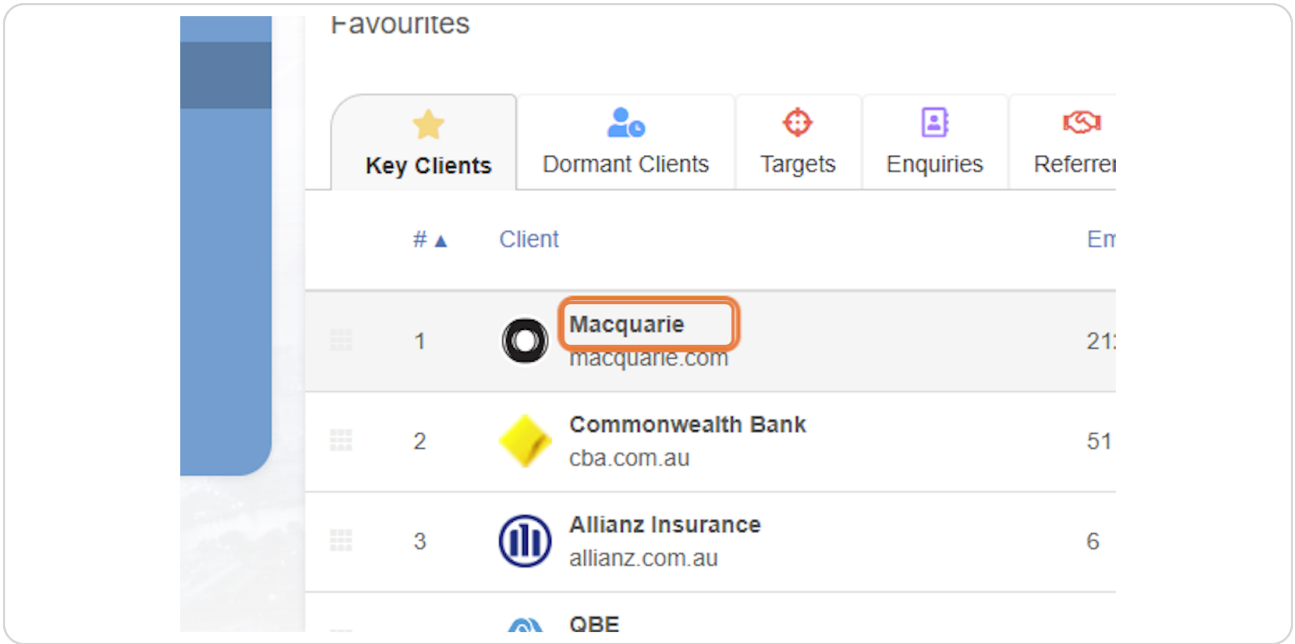 Favourites
Key Clients
Dormant Clients
Targets
Enquiries
# ▲ Client
1
Macquarie
macquarie.com
2
Commonwealth Bank
cba.com.au
51
3
Allianz Insurance
allianz.com.au
6
QBE